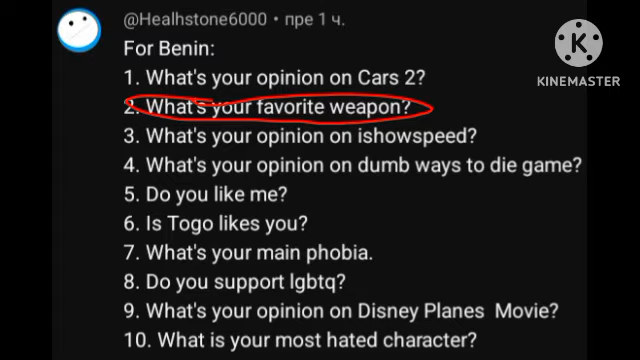 @Healhstone6000 • пре 1 ч.
For Benin:
1. What's your opinion on Cars 2?
2. What's your favorite weapon?
3. What's your opinion on ishowspeed?
4. What's your opinion on dumb ways to die game?
5. Do you like me?
6. Is Togo likes you?
7. What's your main phobia.
8. Do you support lgbtq?
9. What's your opinion on Disney Planes Movie?
10. What is your most hated character?
K
KINEMASTER